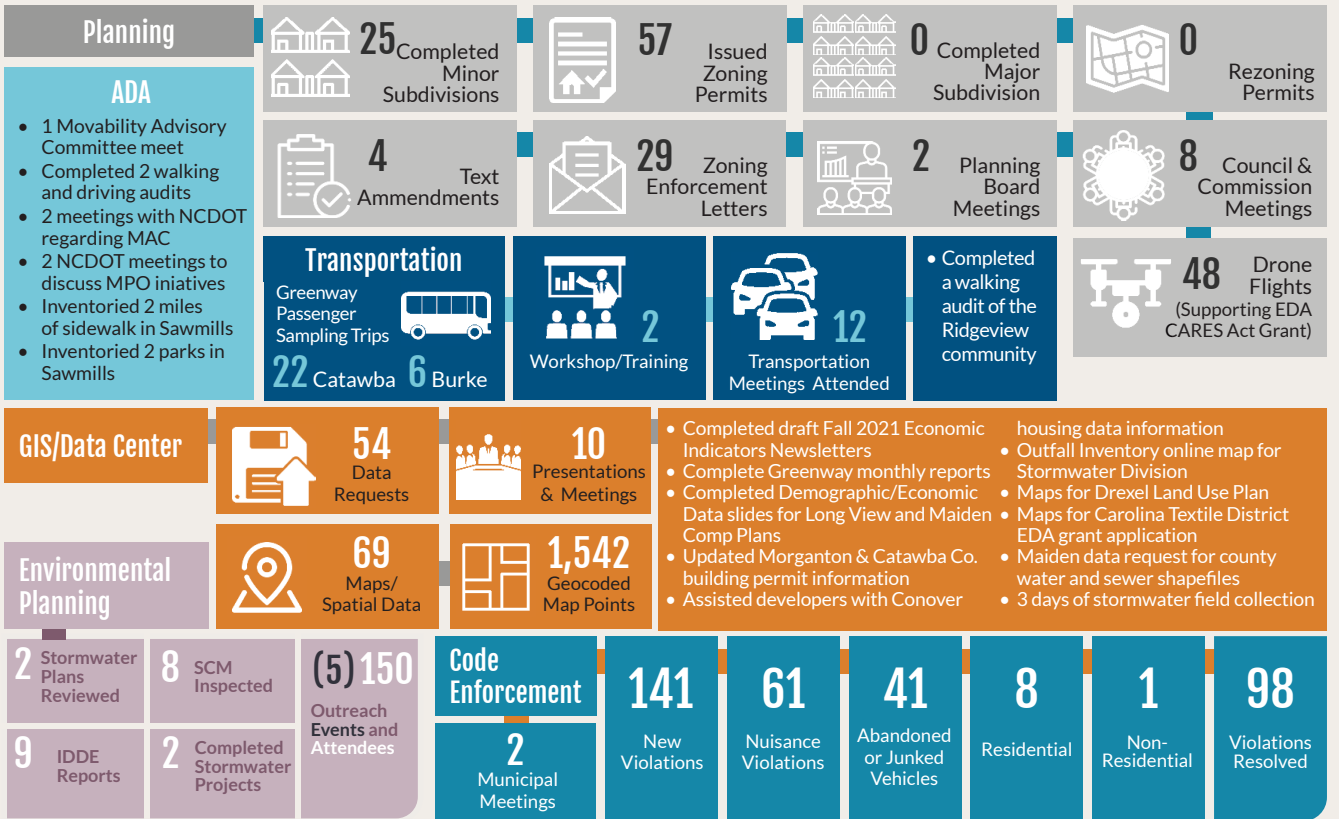 Planning
25 Completed
Minor
Subdivisions
57 Issued
Zoning
Permits
0 Completed
Major
Subdivision
0
Rezoning
Permits
ADA
• 1 Movability Advisory
Committee meet
• Completed 2 walking
and driving audits
• 2 meetings with NCDOT
regarding MAC
• 2 NCDOT meetings to
discuss MPO iniatives
• Inventoried 2 miles
of sidewalk in Sawmills
• Inventoried 2 parks in
Sawmills
4 Text
Ammendments
29 Zoning
Enforcement
Letters
2 Planning
Board
Meetings
8 Council &
Commission
Meetings
Transportation
Greenway
Passenger
Sampling Trips
22 Catawba 6 Burke
2
Workshop/Training
12
Transportation
Meetings Attended
• Completed
a walking
audit of the
Ridgeview
community
48 Drone
Flights
(Supporting EDA
CARES Act Grant)
GIS/Data Center
54
Data
Requests
10
Presentations
& Meetings
69
Maps/
Spatial Data
1,542
Geocoded
Map Points
• Completed draft Fall 2021 Economic
Indicators Newsletters
• Complete Greenway monthly reports
• Completed Demographic/Economic
Data slides for Long View and Maiden
Comp Plans
• Updated Morganton & Catawba Co.
building permit information
• Assisted developers with Conover
housing data information
• Outfall Inventory online map for
Stormwater Division
• Maps for Drexel Land Use Plan
• Maps for Carolina Textile District
EDA grant application
• Maiden data request for county
water and sewer shapefiles
• 3 days of stormwater field collection
Environmental
Planning
2 Stormwater
Plans
Reviewed
8 SCM
Inspected
(5) 150
Outreach
Events and
Attendees
9 IDDE
Reports
2 Completed
Stormwater
Projects
Code
Enforcement
2
Municipal
Meetings
141
New
Violations
61
Nuisance
Violations
41
Abandoned
or Junked
Vehicles
8
Residential
1
Non-
Residential
98
Violations
Resolved